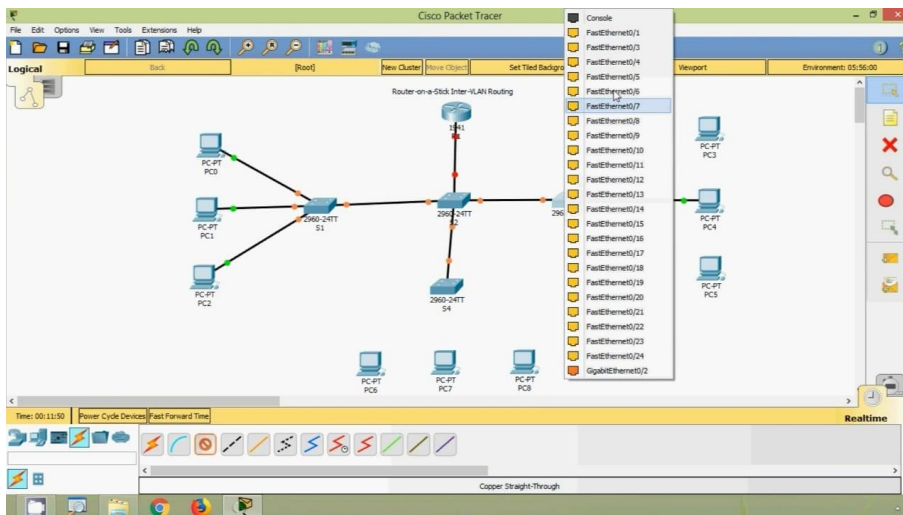 Cisco Packet Tracer
File Edit Options View Tools Extensions Help
Logical
Back
[Root]
New Cluster
Move Object
Set Tiled Backgro
Viewport
Environment: 05:56:00
Router-on-a-Stick Inter-VLAN Routing
1941
PC-PT
PC0
PC-PT
PC1
PC-PT
PC2
2960-24TT
S1
2960-24TT
S2
2960-24TT
S4
296
PC-PT
PC3
PC-PT
PC4
PC-PT
PC5
PC-PT
PC6
PC-PT
PC7
PC-PT
PC8
Console
FastEthernet0/1
FastEthernet0/3
FastEthernet0/4
FastEthernet0/5
FastEthernet0/6
FastEthernet0/7
FastEthernet0/8
FastEthernet0/9
FastEthernet0/10
FastEthernet0/11
FastEthernet0/12
FastEthernet0/13
FastEthernet0/14
FastEthernet0/15
FastEthernet0/16
FastEthernet0/17
FastEthernet0/18
FastEthernet0/19
FastEthernet0/20
FastEthernet0/21
FastEthernet0/22
FastEthernet0/23
FastEthernet0/24
GigabitEthernet0/2
Time: 00:11:50
Power Cycle Devices
Fast Forward Time
Realtime
Copper Straight-Through